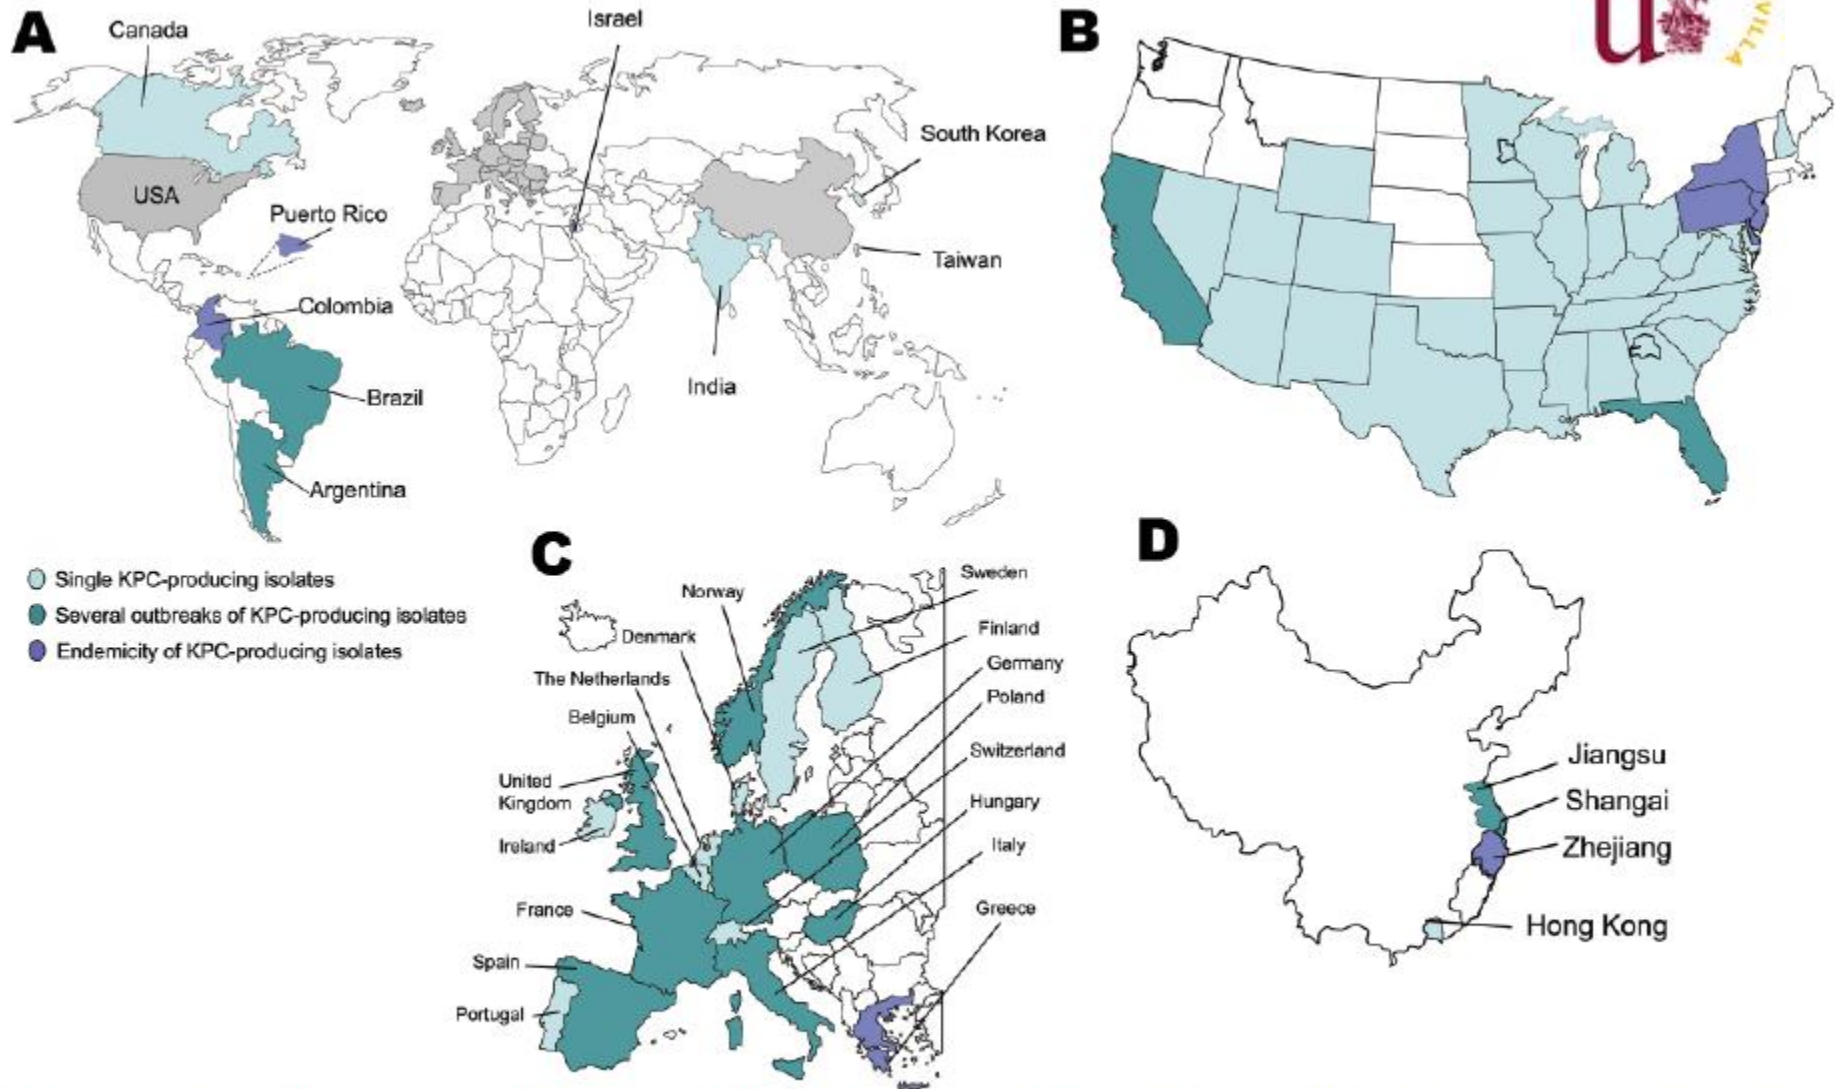 A
Canada
Israel
South Korea
USA
Puerto Rico
Taiwan
Colombia
India
Brazil
Argentina
Single KPC-producing isolates
Several outbreaks of KPC-producing isolates
Endemicity of KPC-producing isolates
B
u
VILLA
C
Sweden
Norway
Finland
Denmark
Germany
The Netherlands
Poland
Belgium
Switzerland
United
Kingdom
Hungary
Ireland
Italy
France
Greece
Spain
Portugal
D
Jiangsu
Shangai
Zhejiang
Hong Kong